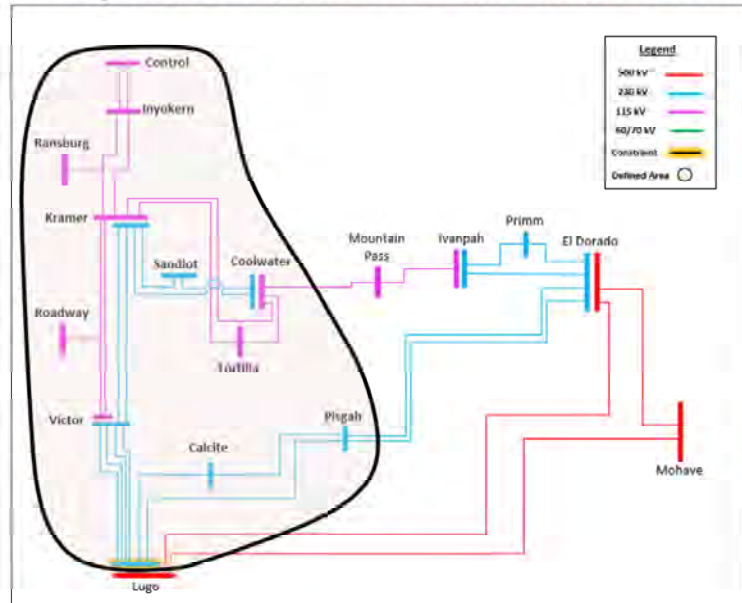 Control
Inyokern
Ransburg
Kramer
Sandlot
Coolwater
Mountain
Pass
Ivanpah
Primm
El Dorado
Roadway
Tortilla
Victor
Calcite
Pisgah
Mohave
Lugo
Legend
500 kV
230 kV
115 kV
60/70 kV
Constraint
Defined Area